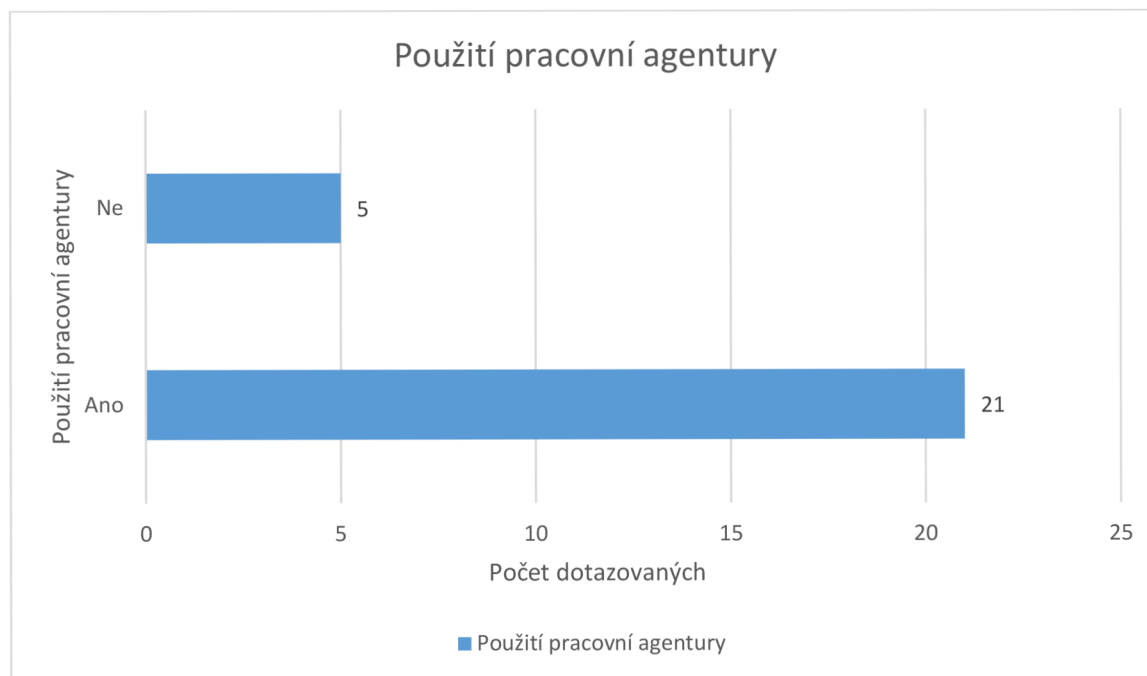 Použití pracovní agentury
Použití pracovní agentury
Ne
5
Ano
21
0 5 10 15 20 25
Počet dotazovaných
Použití pracovní agentury